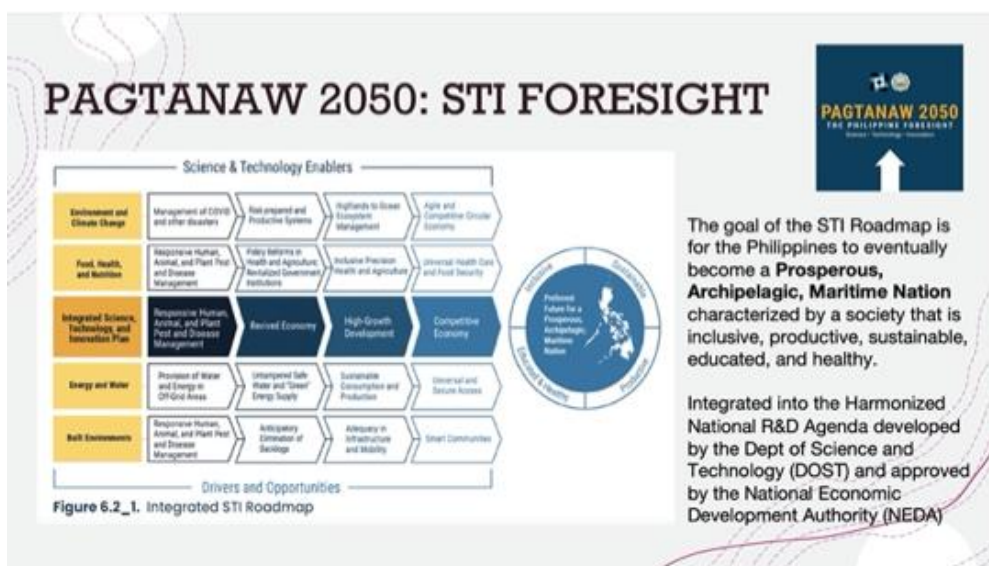 PAGTANAW 2050: STI FORESIGHT
PAGTANAW 2050
THE PHILIPPINE FORESIGHT
Science & Technology Enablers
Environment and
Climate Change
Management of COVID
and other disasters
Risk-prepared and
Productive Systems
Highlands to Ocean
Ecosystem
Management
Agile and
Competitive Circular
Economy
Food, Health,
and Nutrition
Responsive Human,
Animal, and Plant Pest
and Disease
Management
Policy Reforms in
Health and Agriculture
Revitalized Government
Institutions
Inclusive Precision
Health and Agriculture
Universal Health Care
and Food Security
Integrated Science,
Technology, and
Innovation Plan
Responsive Human,
Animal, and Plant
Pest and Disease
Management
Revived Economy
High-Growth
Development
Competitive
Economy
Energy and Water
Provision of Water
and Energy in
Off-Grid Areas
Untampered Safe
Water and "Green"
Energy Supply
Sustainable
Consumption and
Production
Universal and
Secure Access
Built Environments
Responsive Human,
Animal, and Plant Pest
and Disease
Management
Anticipatory
Elimination of
Backlogs
Adequacy in
Infrastructure
and Mobility
Smart Communities
Drivers and Opportunities
Inclusive
Sustainable
Productive
Educated & Healthy
Preferred
Future for a
Prosperous,
Archipelagic,
Maritime
Nation
Figure 6.2_1. Integrated STI Roadmap
The goal of the STI Roadmap is
for the Philippines to eventually
become a Prosperous,
Archipelagic, Maritime Nation
characterized by a society that is
inclusive, productive, sustainable,
educated, and healthy.
Integrated into the Harmonized
National R&D Agenda developed
by the Dept of Science and
Technology (DOST) and approved
by the National Economic
Development Authority (NEDA)